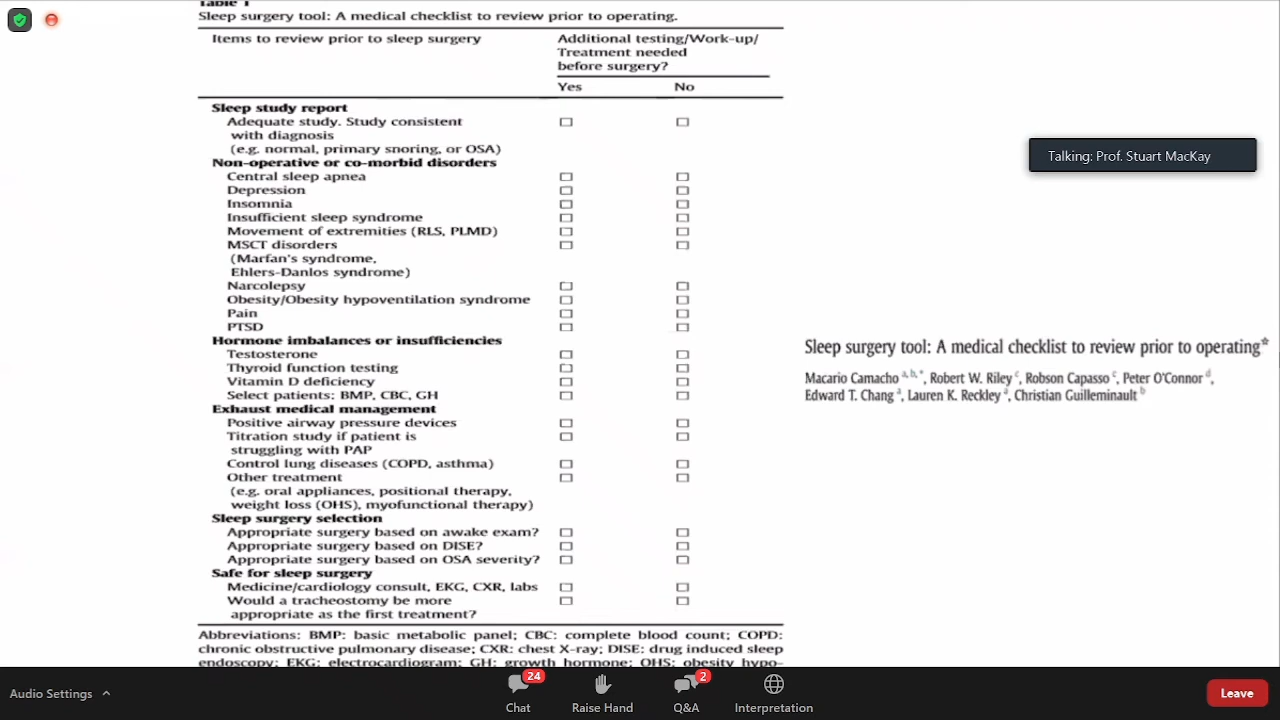 Table 1
Sleep surgery tool: A medical checklist to review prior to operating.
Items to review prior to sleep surgery
Additional testing/Work-up/
Treatment needed
before surgery?
Yes No
Sleep study report
Adequate study. Study consistent
with diagnosis
(e.g. normal, primary snoring, or OSA)
Non-operative or co-morbid disorders
Central sleep apnea
Depression
Insomnia
Insufficient sleep syndrome
Movement of extremities (RLS, PLMD)
MSCT disorders
(Marfan's syndrome,
Ehlers-Danlos syndrome)
Narcolepsy
Obesity/Obesity hypoventilation syndrome
Pain
PTSD
Hormone imbalances or insufficiencies
Testosterone
Thyroid function testing
Vitamin D deficiency
Select patients: BMP, CBC, GH
Exhaust medical management
Positive airway pressure devices
Titration study if patient is
struggling with PAP
Control lung diseases (COPD, asthma)
Other treatment
(e.g. oral appliances, positional therapy,
weight loss (OHS), myofunctional therapy)
Sleep surgery selection
Appropriate surgery based on awake exam?
Appropriate surgery based on DISE?
Appropriate surgery based on OSA severity?
Safe for sleep surgery
Medicine/cardiology consult, EKG, CXR, labs
Would a tracheostomy be more
appropriate as the first treatment?
Abbreviations: BMP: basic metabolic panel; CBC: complete blood count; COPD:
chronic obstructive pulmonary disease; CXR: chest X-ray; DISE: drug induced sleep
endoscopy; EKG: electrocardiogram; GH: growth hormone; OHS: obesity hypo-
Talking: Prof. Stuart MacKay
Sleep surgery tool: A medical checklist to review prior to operating☆
Macario Camacho a,b,*, Robert W. Riley c, Robson Capasso c, Peter O'Connor d,
Edward T. Chang a, Lauren K. Reckley a, Christian Guilleminault b
Audio Settings
24
Chat
Raise Hand
2
Q&A
Interpretation
Leave